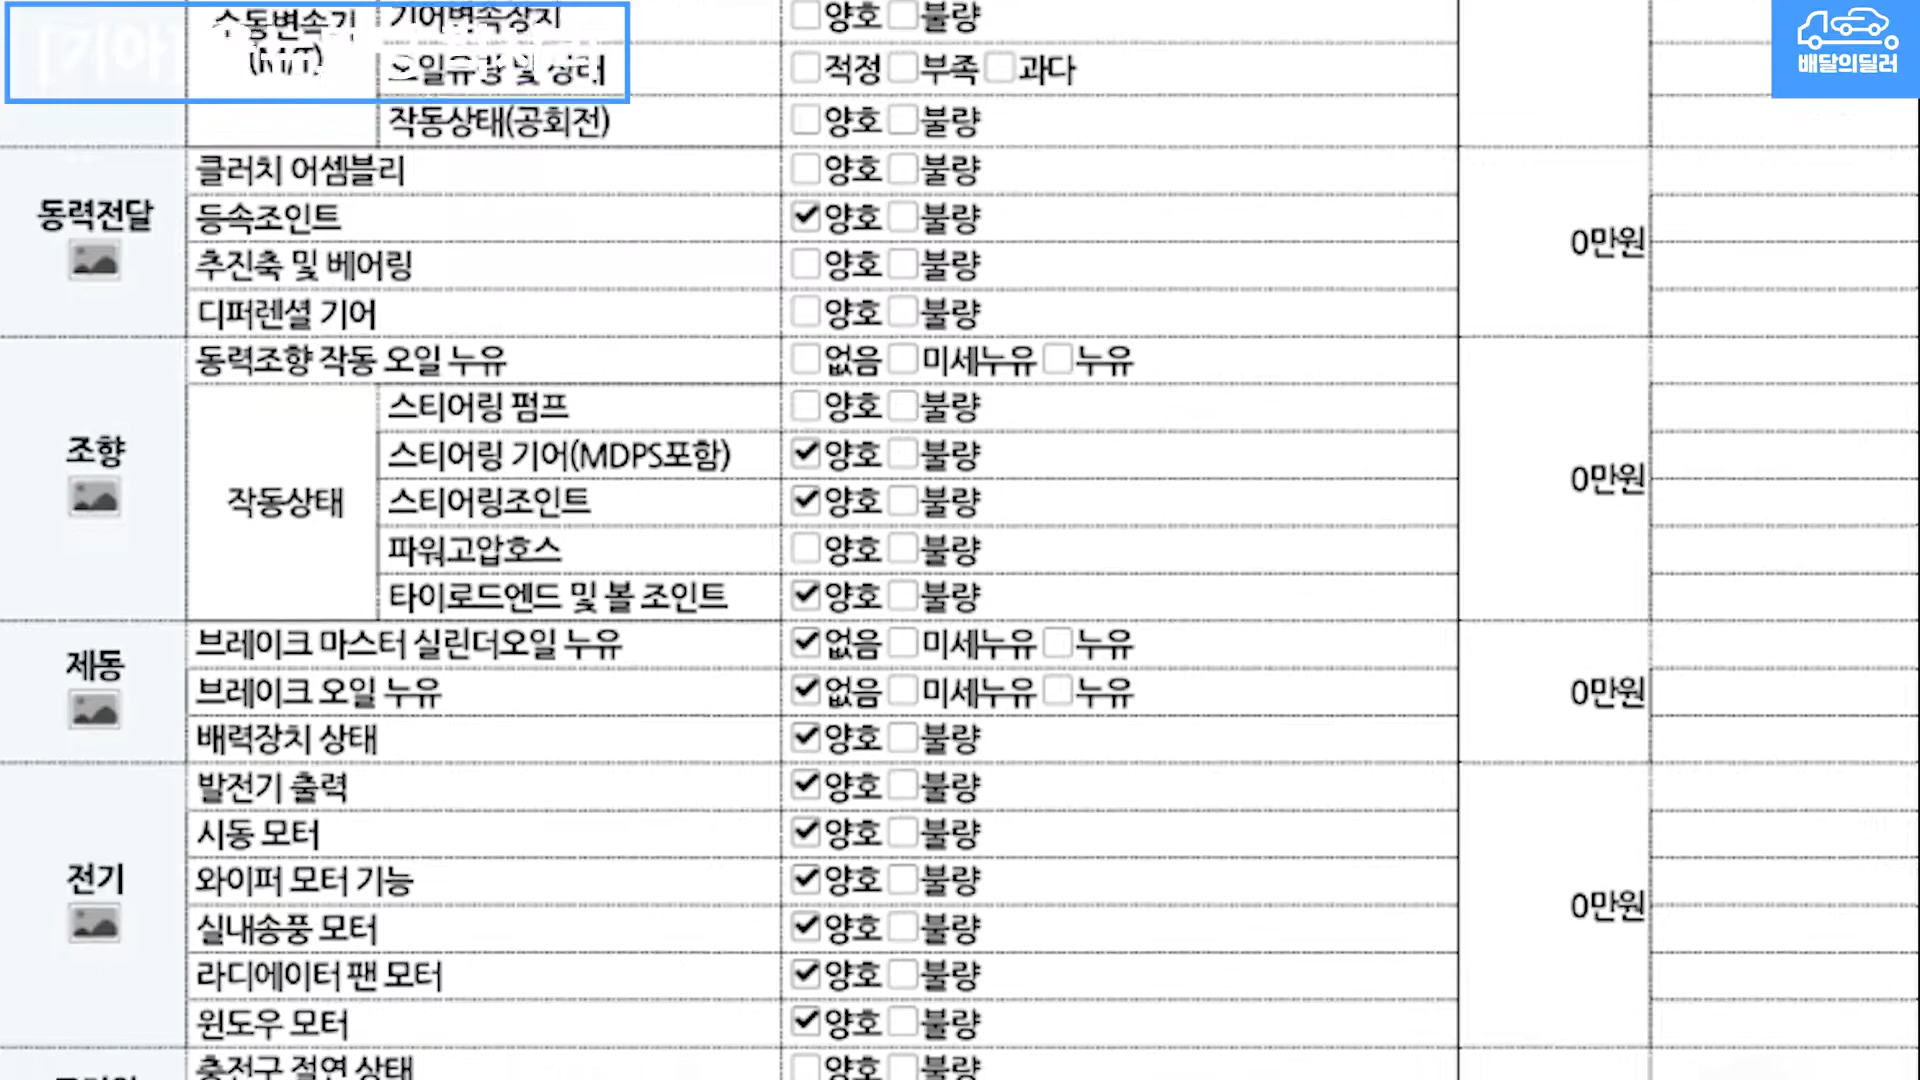 [기아]
수동변속기 기어변속장치 양호 불량
(M/T) 오일유량 및 상태 적정 부족 과다
작동상태(공회전) 양호 불량
배달의딜러
동력전달
클러치 어셈블리 양호 불량
등속조인트 ✔양호 불량
추진축 및 베어링 양호 불량
디퍼렌셜 기어 양호 불량
0만원
조향
동력조향 작동 오일 누유 없음 미세누유 누유
작동상태
스티어링 펌프 양호 불량
스티어링 기어(MDPS포함) ✔양호 불량
스티어링조인트 ✔양호 불량
파워고압호스 양호 불량
타이로드엔드 및 볼 조인트 ✔양호 불량
0만원
제동
브레이크 마스터 실린더오일 누유 ✔없음 미세누유 누유
브레이크 오일 누유 ✔없음 미세누유 누유
배력장치 상태 ✔양호 불량
0만원
전기
발전기 출력 ✔양호 불량
시동 모터 ✔양호 불량
와이퍼 모터 기능 ✔양호 불량
실내송풍 모터 ✔양호 불량
라디에이터 팬 모터 ✔양호 불량
윈도우 모터 ✔양호 불량
0만원
충전구 절연 상태 양호 불량